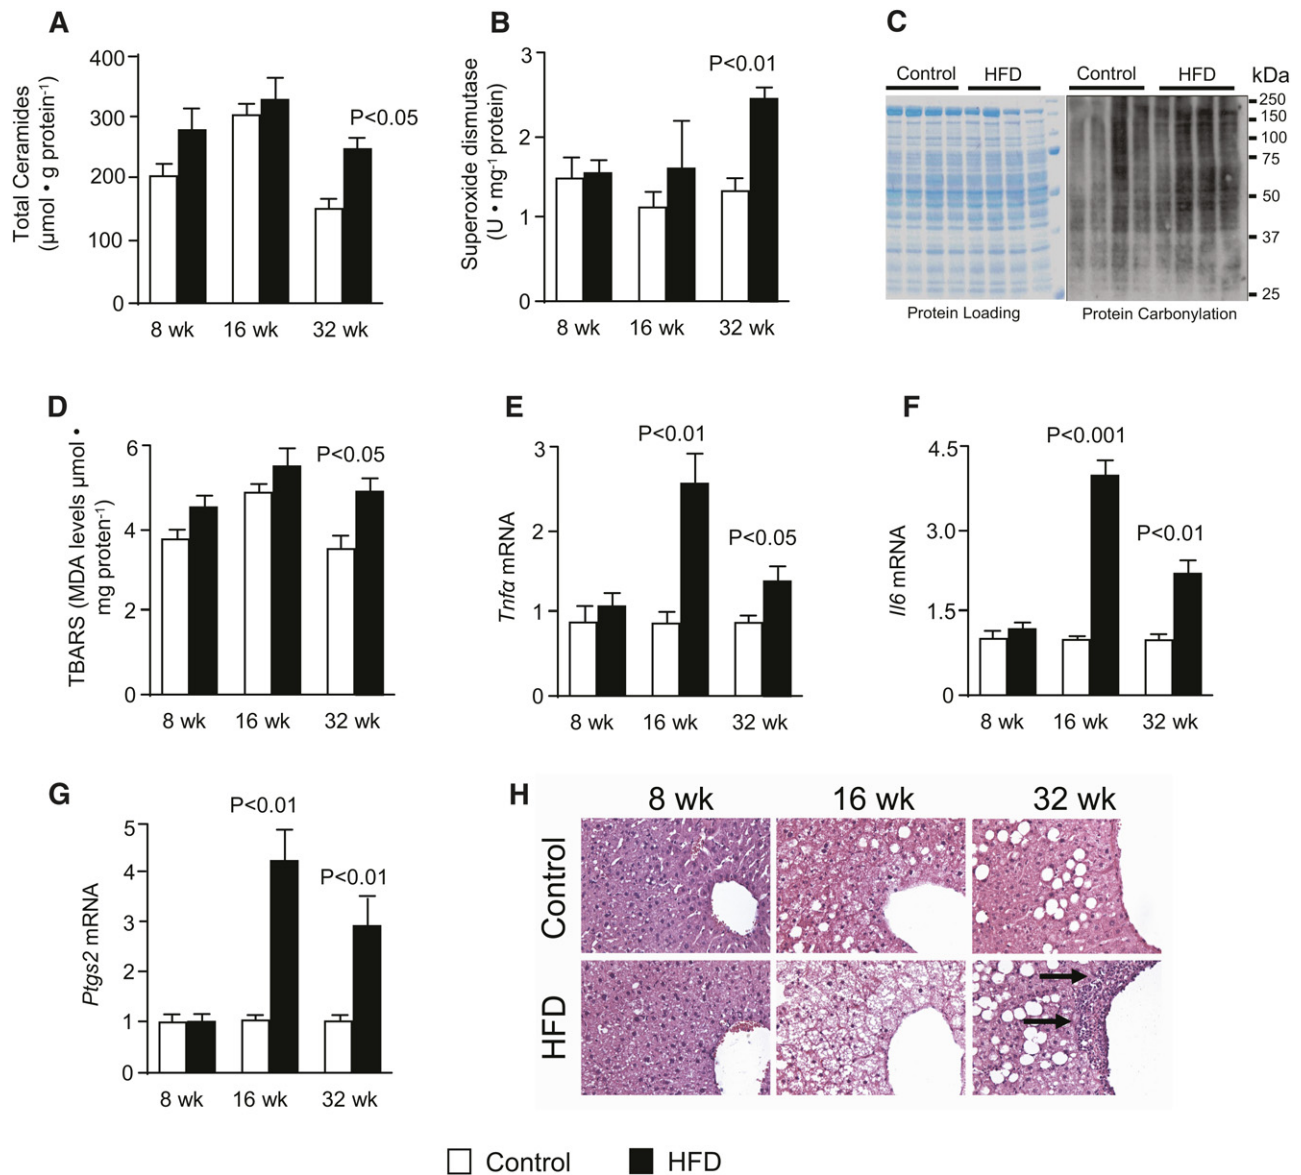 A
Total Ceramides
(µmol • g protein-1)
400
300
200
100
0
P<0.05
8 wk
16 wk
32 wk
B
Superoxide dismutase
(U • mg-1 protein)
3
2
1
0
P<0.01
8 wk
16 wk
32 wk
C
Control
HFD
Control
HFD
kDa
250
150
100
75
50
37
25
Protein Loading
Protein Carbonylation
D
TBARS (MDA levels µmol •
mg proten-1)
6
4
2
0
P<0.05
8 wk
16 wk
32 wk
E
Tnfα mRNA
3
2
1
0
P<0.01
P<0.05
8 wk
16 wk
32 wk
F
Il6 mRNA
4.5
3.0
1.5
0
P<0.001
P<0.01
8 wk
16 wk
32 wk
G
Ptgs2 mRNA
5
4
3
2
1
0
P<0.01
P<0.01
8 wk
16 wk
32 wk
H
8 wk
16 wk
32 wk
Control
HFD
Control
HFD